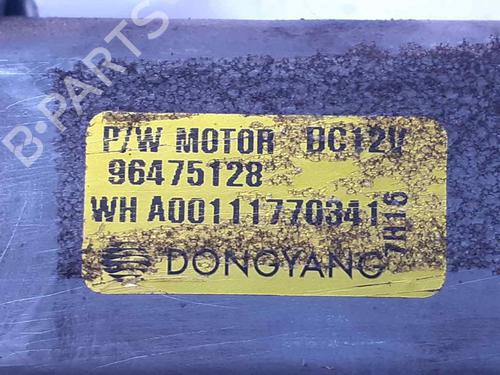 B-PARTS
P/W MOTOR DC12V
96475128
WH A00111770341
7H16
DONGYANG